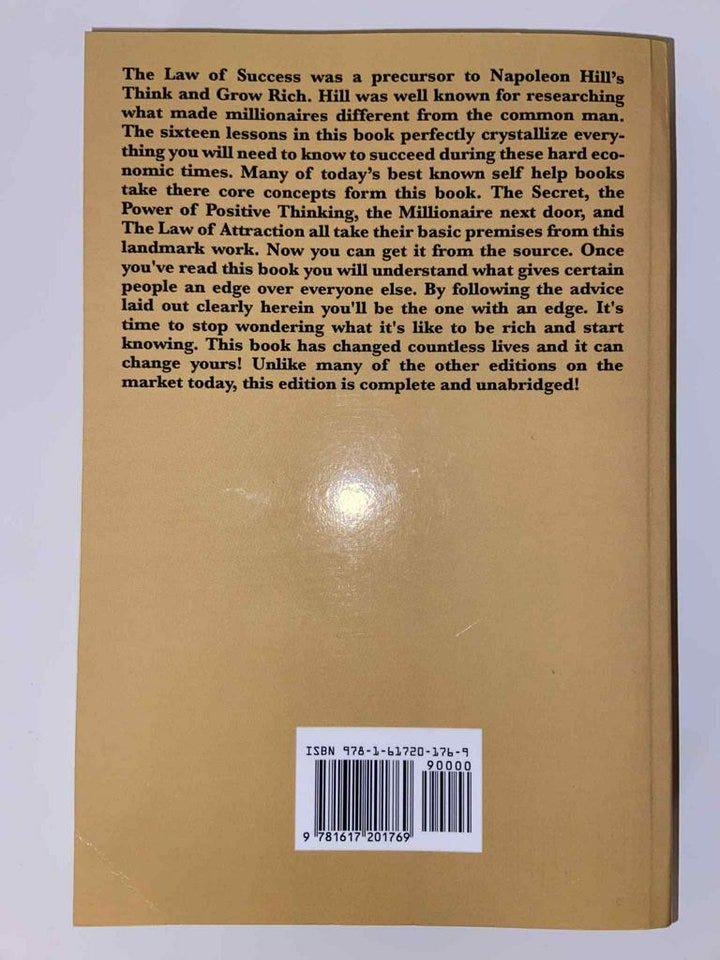 The Law of Success was a precursor to Napoleon Hill's
Think and Grow Rich. Hill was well known for researching
what made millionaires different from the common man.
The sixteen lessons in this book perfectly crystallize every-
thing you will need to know to succeed during these hard eco-
nomic times. Many of today's best known self help books
take there core concepts form this book. The Secret, the
Power of Positive Thinking, the Millionaire next door, and
The Law of Attraction all take their basic premises from this
landmark work. Now you can get it from the source. Once
you've read this book you will understand what gives certain
people an edge over everyone else. By following the advice
laid out clearly herein you'll be the one with an edge. It's
time to stop wondering what it's like to be rich and start
knowing. This book has changed countless lives and it can
change yours! Unlike many of the other editions on the
market today, this edition is complete and unabridged!
ISBN 978-1-61720-176-9
90000
9 781617 201769